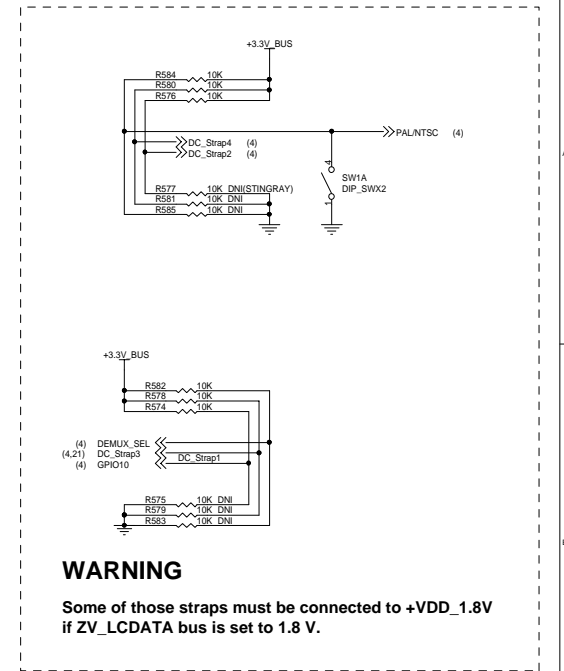 +3.3V_BUS
R584 10K
R580 10K
R576 10K
PAL/NTSC (4)
DC_Strap4 (4)
DC_Strap2 (4)
4
SW1A
DIP_SWX2
1
R577 10K DNI(STINGRAY)
R581 10K DNI
R585 10K DNI
A
+3.3V_BUS
R582 10K
R578 10K
R574 10K
(4) DEMUX_SEL
(4,21) DC_Strap3 DC_Strap1
(4) GPIO10
R575 10K DNI
R579 10K DNI
R583 10K DNI
B
WARNING
Some of those straps must be connected to +VDD_1.8V
if ZV_LCDATA bus is set to 1.8 V.